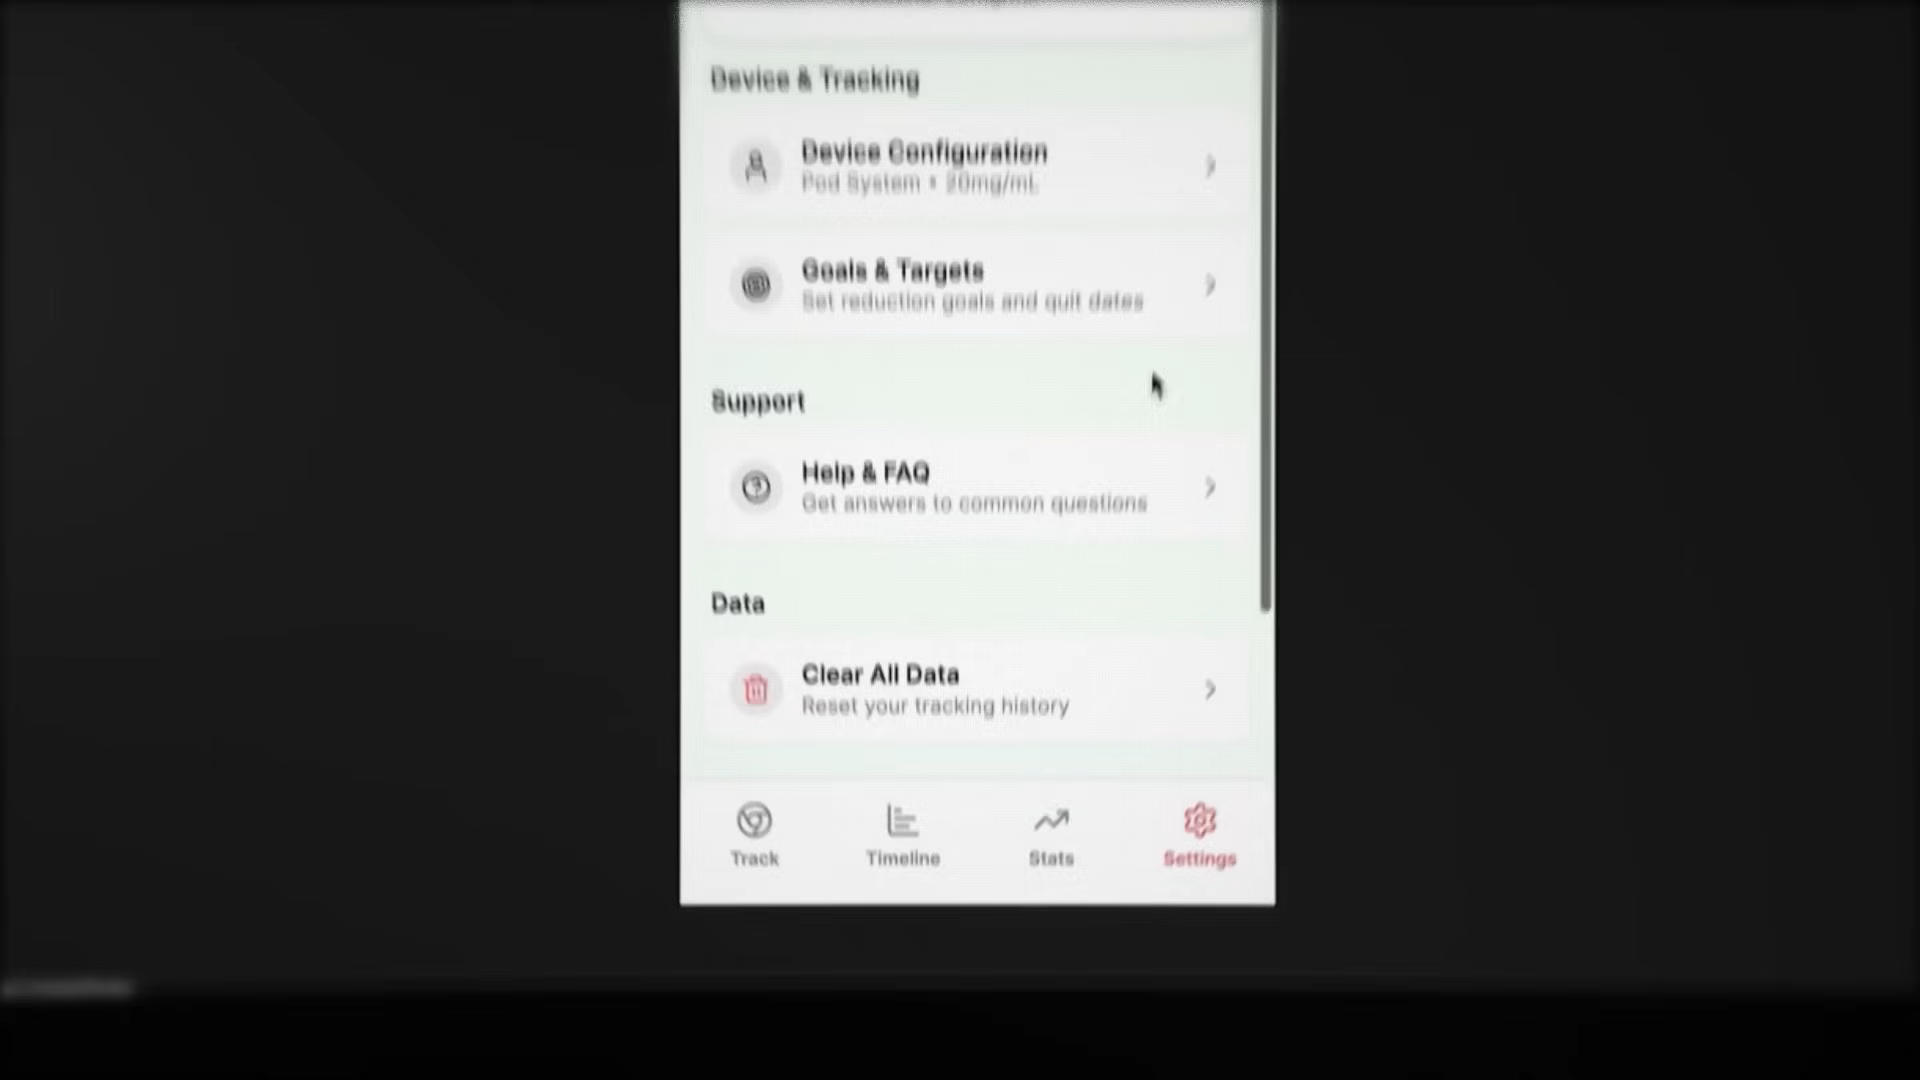 Device & Tracking
Device Configuration
Pod System • 20mg/mL
Goals & Targets
Set reduction goals and quit dates
Support
Help & FAQ
Get answers to common questions
Data
Clear All Data
Reset your tracking history
Track
Timeline
Stats
Settings